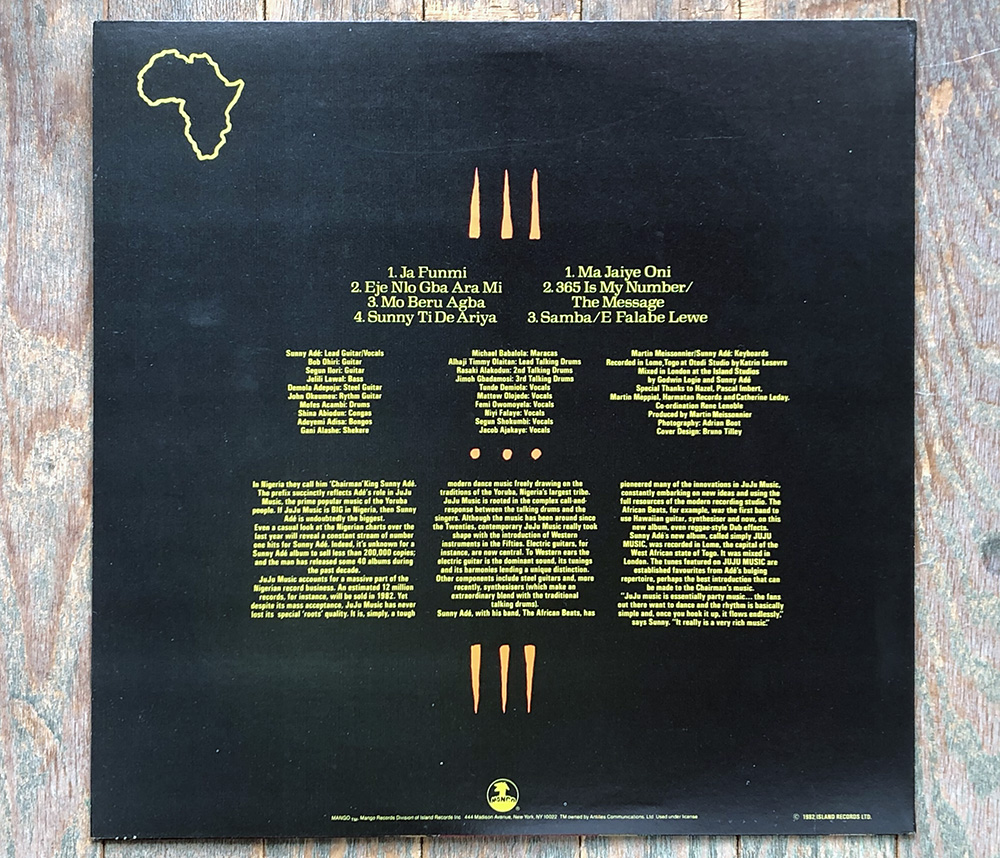 1. Ja Funmi
2. Eje Nlo Gba Ara Mi
3. Mo Beru Agba
4. Sunny Ti De Ariya
1. Ma Jaiye Oni
2. 365 Is My Number/
The Message
3. Samba/E Falabe Lewe
Sunny Adé: Lead Guitar/Vocals
Bob Ohiri: Guitar
Segun Ilori: Guitar
Jelili Lawal: Bass
Demola Adepoju: Steel Guitar
John Okaumeu: Rythm Guitar
Mofes Acambi: Drums
Shina Abiodun: Congas
Adeyemi Adisa: Bongos
Gani Alashe: Shekere
Michael Babalola: Maracas
Alhaji Timmy Olaitan: Lead Talking Drums
Rasaki Alakodun: 2nd Talking Drums
Jimoh Gbadamosi: 3rd Talking Drums
Tunde Demiola: Vocals
Mattew Olojede: Vocals
Femi Owomoyela: Vocals
Niyi Falaye: Vocals
Segun Shokumbi: Vocals
Jacob Ajakaye: Vocals
Martin Meissonnier/Sunny Adé: Keyboards
Recorded in Lome, Togo at Otodi Studio by Katrin Lesevre
Mixed in London at the Island Studios
by Godwin Logie and Sunny Adé
Special Thanks to Nazel, Pascal Imbert,
Martin Meppiel, Harmatan Records and Catherine Leday.
Co-ordination Rene Lenoble
Produced by Martin Meissonnier
Photography: Adrian Boot
Cover Design: Bruno Tilley
In Nigeria they call him 'Chairman' King Sunny Adé.
The prefix succinctly reflects Adé's role in JuJu
Music, the prime popular music of the Yoruba
people. If JuJu Music is BIG in Nigeria, then Sunny
Adé is undoubtedly the biggest.
Even a casual look at the Nigerian charts over the
last year will reveal a constant stream of number
one hits for Sunny Adé. Indeed, it's unknown for a
Sunny Adé album to sell less than 200,000 copies;
and the man has released some 40 albums during
the past decade.
JuJu Music accounts for a massive part of the
Nigerian record business. An estimated 12 million
records, for instance, will be sold in 1982. Yet
despite its mass acceptance, JuJu Music has never
lost its special 'roots' quality. It is, simply, a tough
modern dance music freely drawing on the
traditions of the Yoruba, Nigeria's largest tribe.
JuJu Music is rooted in the complex call-and-
response between the talking drums and the
singers. Although the music has been around since
the Twenties, contemporary JuJu Music really took
shape with the introduction of Western
instruments in the Fifties. Electric guitars, for
instance, are now central. To Western ears the
electric guitar is the dominant sound, its tunings
and its harmonies lending a unique distinction.
Other components include steel guitars and, more
recently, synthesisers (which make an
extraordinary blend with the traditional
talking drums).
Sunny Adé, with his band, The African Beats, has
pioneered many of the innovations in JuJu Music,
constantly embarking on new ideas and using the
full resources of the modern recording studio. The
African Beats, for example, war the first band to
use Hawaiian guitar, synthesiser and now, on this
new album, even reggae-style Dub effects.
Sunny Adé's new album, called simply JUJU
MUSIC, was recorded in Lome, the capital of the
West African state of Togo. It was mixed in
London. The tunes featured on JUJU MUSIC are
established favourites from Adé's bulging
repertoire, perhaps the best introduction that can
be made to the Chairman's music.
"JuJu music is essentially party music... the fans
out there want to dance and the rhythm is basically
simple and, once you hook it up, it flows endlessly,"
says Sunny. "It really is a very rich music."
MANGO
MANGO TM, Mango Records Division of Island Records Inc 444 Madison Avenue, New York, NY 10022 TM owned by Antilles Communications, Ltd Used under license
© 1982 ISLAND RECORDS LTD.